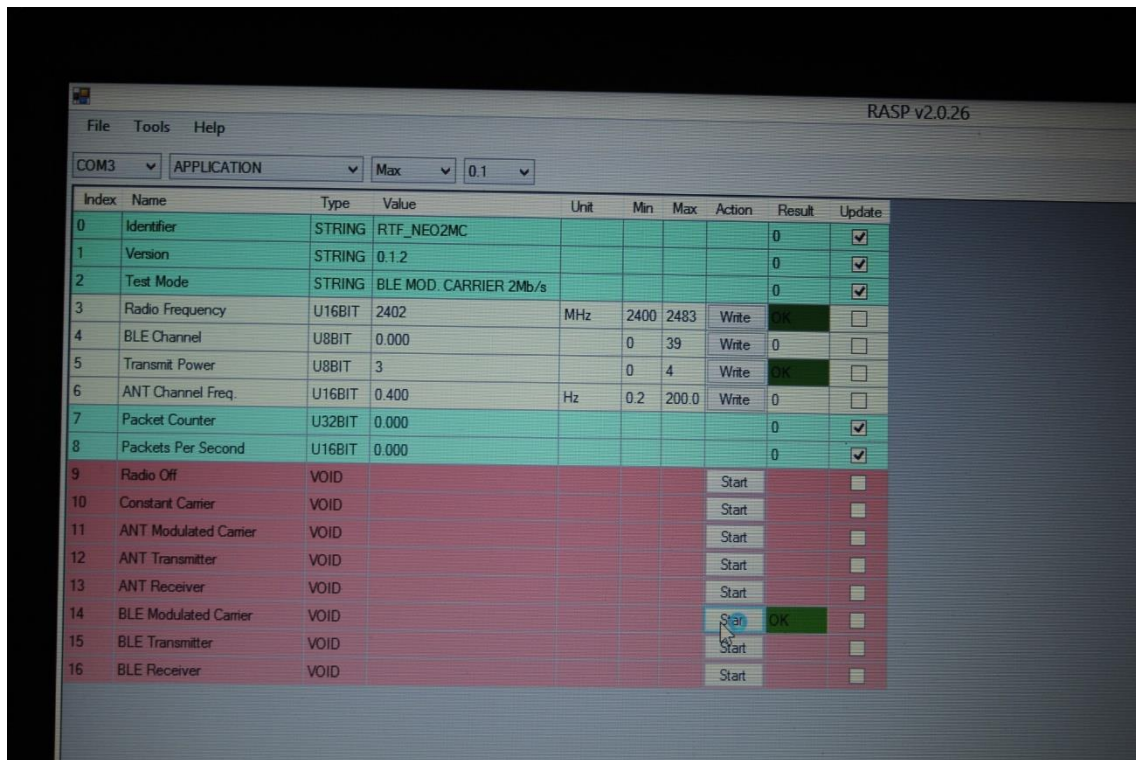 RASP v2.0.26
File Tools Help
COM3 APPLICATION Max 0.1
Index Name Type Value Unit Min Max Action Result Update
0 Identifier STRING RTF_NEO2MC 0
1 Version STRING 0.1.2 0
2 Test Mode STRING BLE MOD. CARRIER 2Mb/s 0
3 Radio Frequency U16BIT 2402 MHz 2400 2483 Write OK
4 BLE Channel U8BIT 0.000 0 39 Write 0
5 Transmit Power U8BIT 3 0 4 Write OK
6 ANT Channel Freq. U16BIT 0.400 Hz 0.2 200.0 Write 0
7 Packet Counter U32BIT 0.000 0
8 Packets Per Second U16BIT 0.000 0
9 Radio Off VOID Start
10 Constant Carrier VOID Start
11 ANT Modulated Carrier VOID Start
12 ANT Transmitter VOID Start
13 ANT Receiver VOID Start
14 BLE Modulated Carrier VOID Start OK
15 BLE Transmitter VOID Start
16 BLE Receiver VOID Start